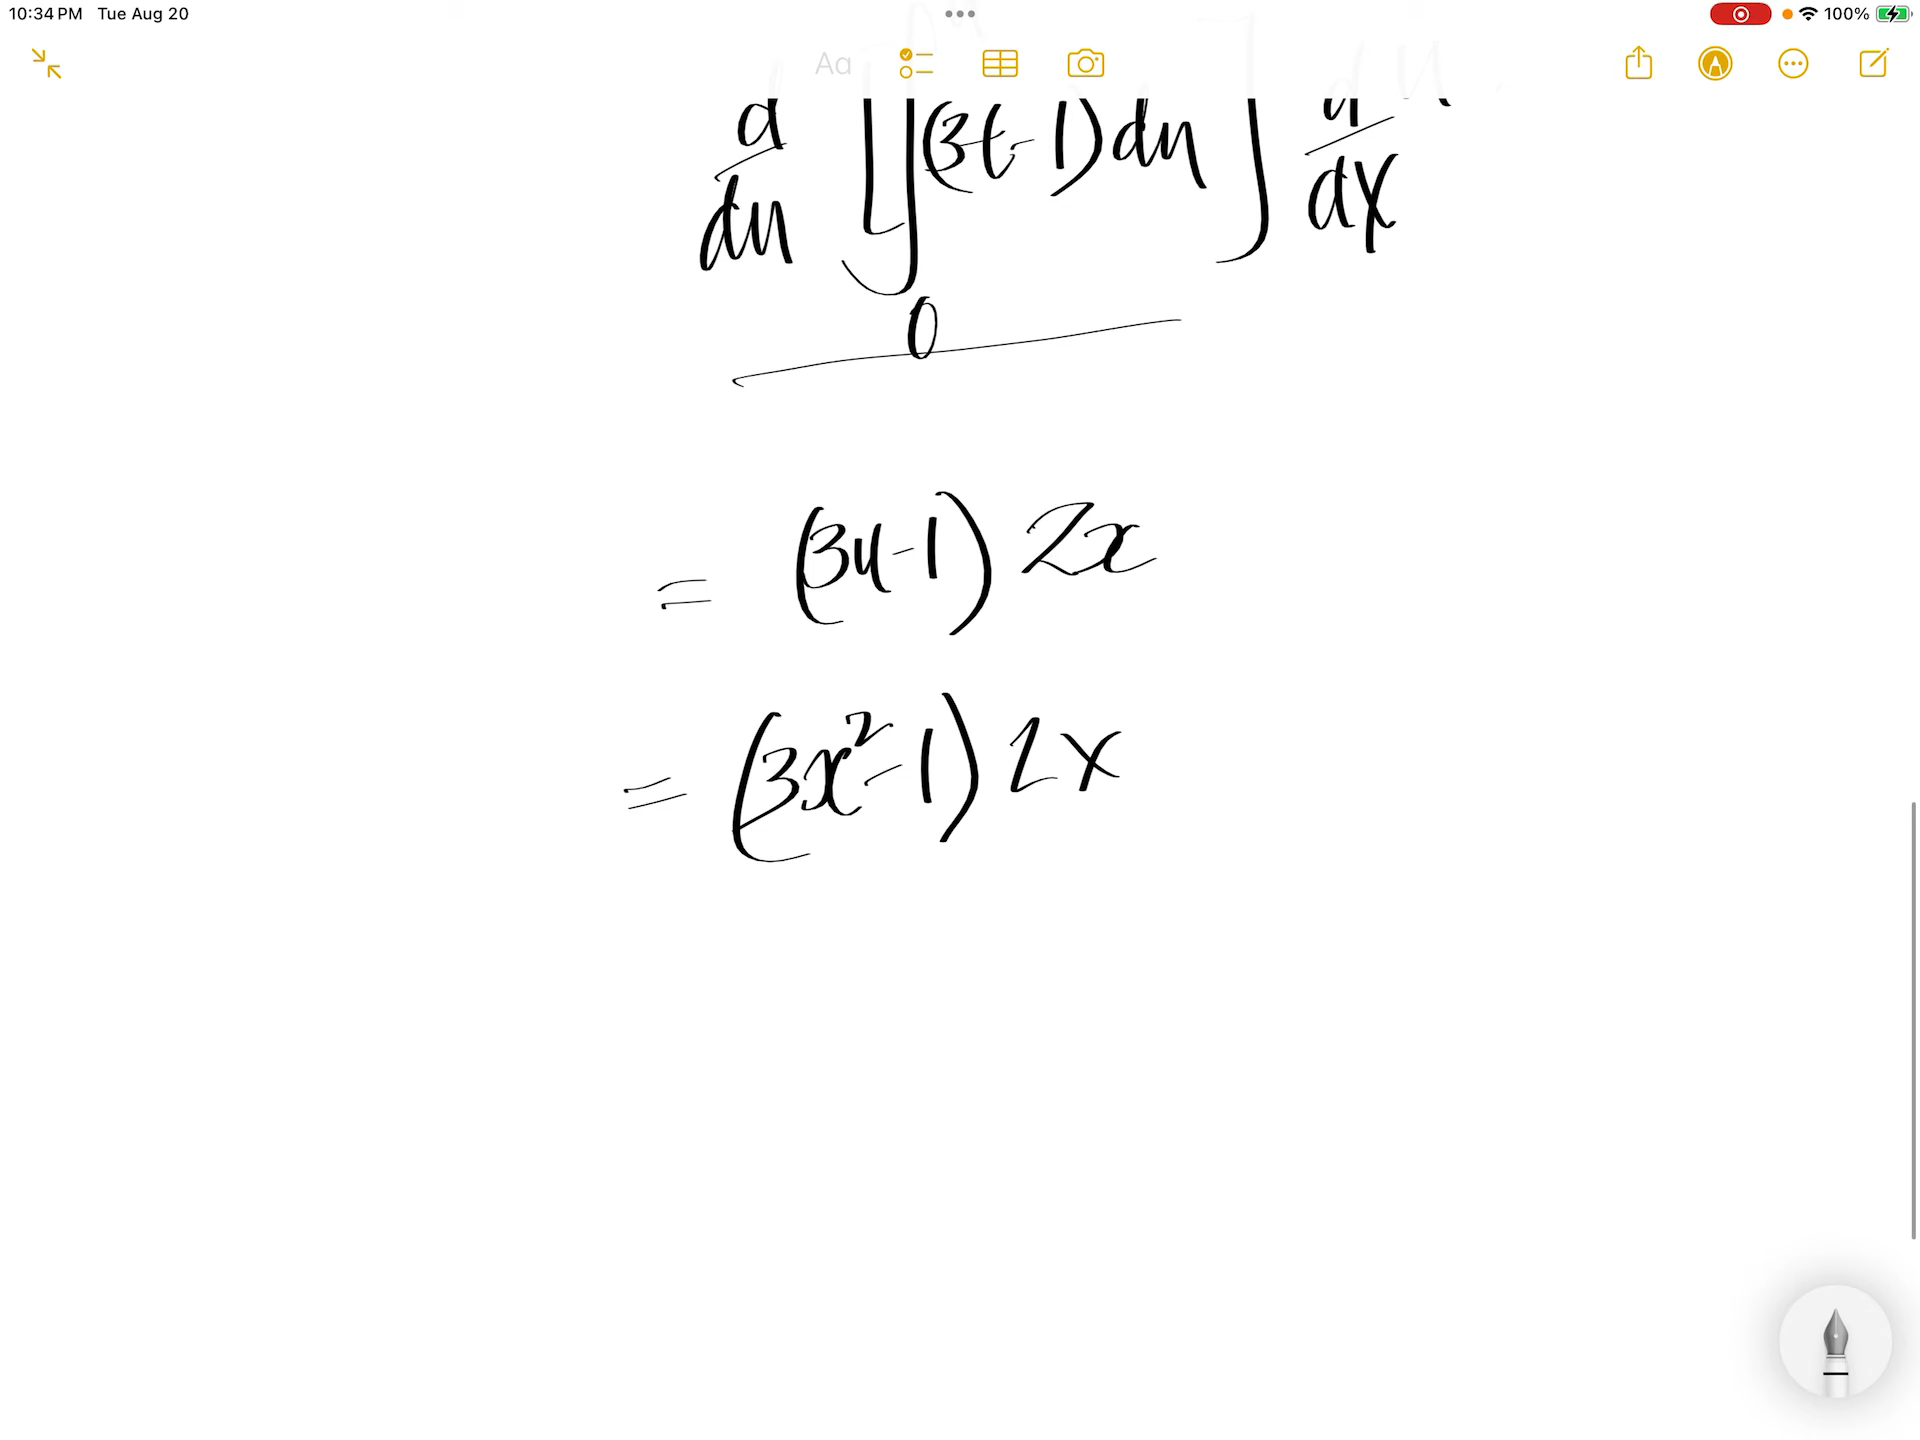 10:34 PM Tue Aug 20
100%
Aa
d/du [∫₀ (3t-1)du] d/dx
= (3u-1) 2x
= (3x²-1) 2x